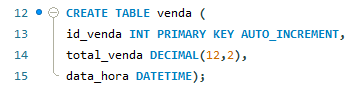 12 CREATE TABLE venda (
13 id_venda INT PRIMARY KEY AUTO_INCREMENT,
14 total_venda DECIMAL(12,2),
15 data_hora DATETIME);